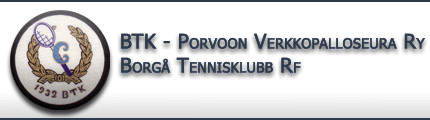 BTK - Porvoon Verkkopalloseura Ry
Borgå Tennisklubb Rf
1932 BTK